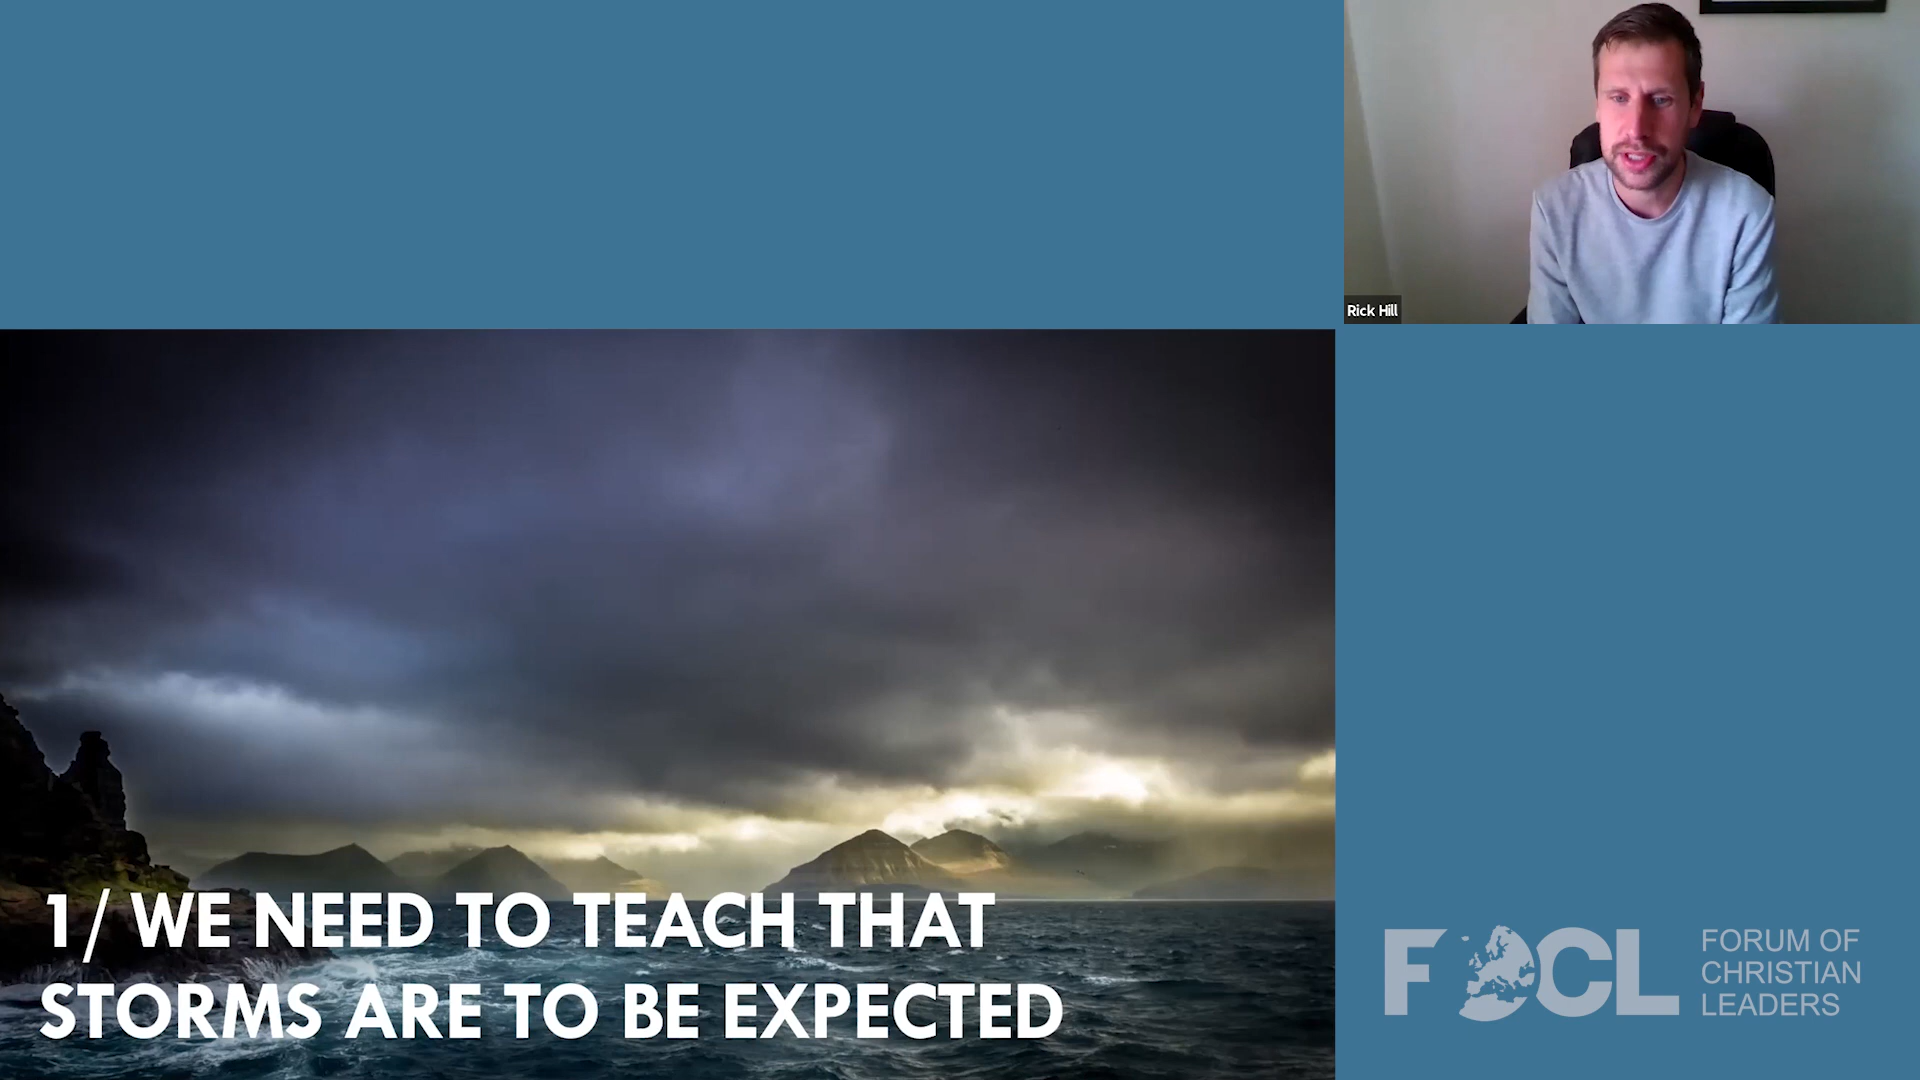 Rick Hill
1/ WE NEED TO TEACH THAT
STORMS ARE TO BE EXPECTED
FOCL
FORUM OF
CHRISTIAN
LEADERS